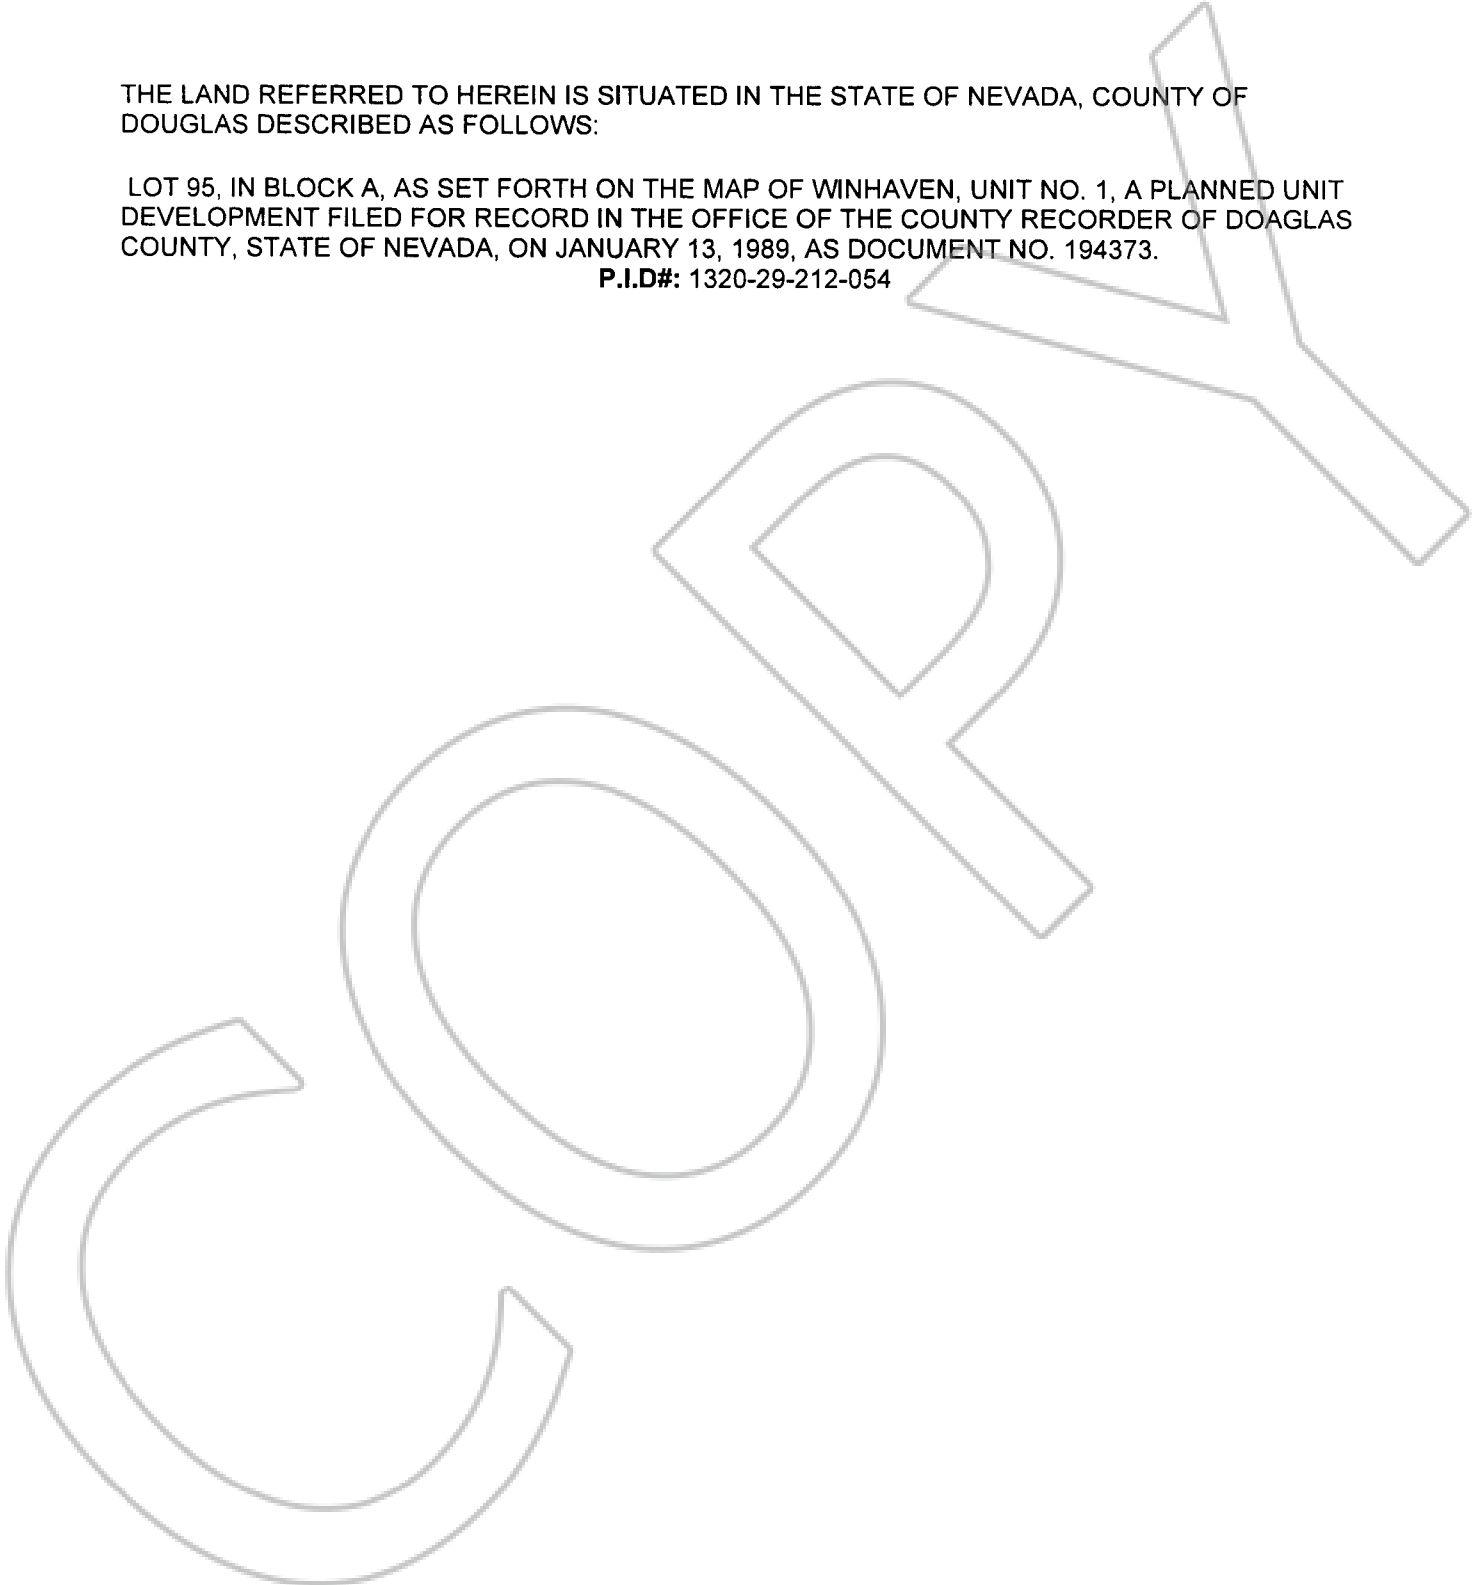 THE LAND REFERRED TO HEREIN IS SITUATED IN THE STATE OF NEVADA, COUNTY OF
DOUGLAS DESCRIBED AS FOLLOWS:
LOT 95, IN BLOCK A, AS SET FORTH ON THE MAP OF WINHAVEN, UNIT NO. 1, A PLANNED UNIT
DEVELOPMENT FILED FOR RECORD IN THE OFFICE OF THE COUNTY RECORDER OF DOAGLAS
COUNTY, STATE OF NEVADA, ON JANUARY 13, 1989, AS DOCUMENT NO. 194373.
P.I.D#: 1320-29-212-054
COPY